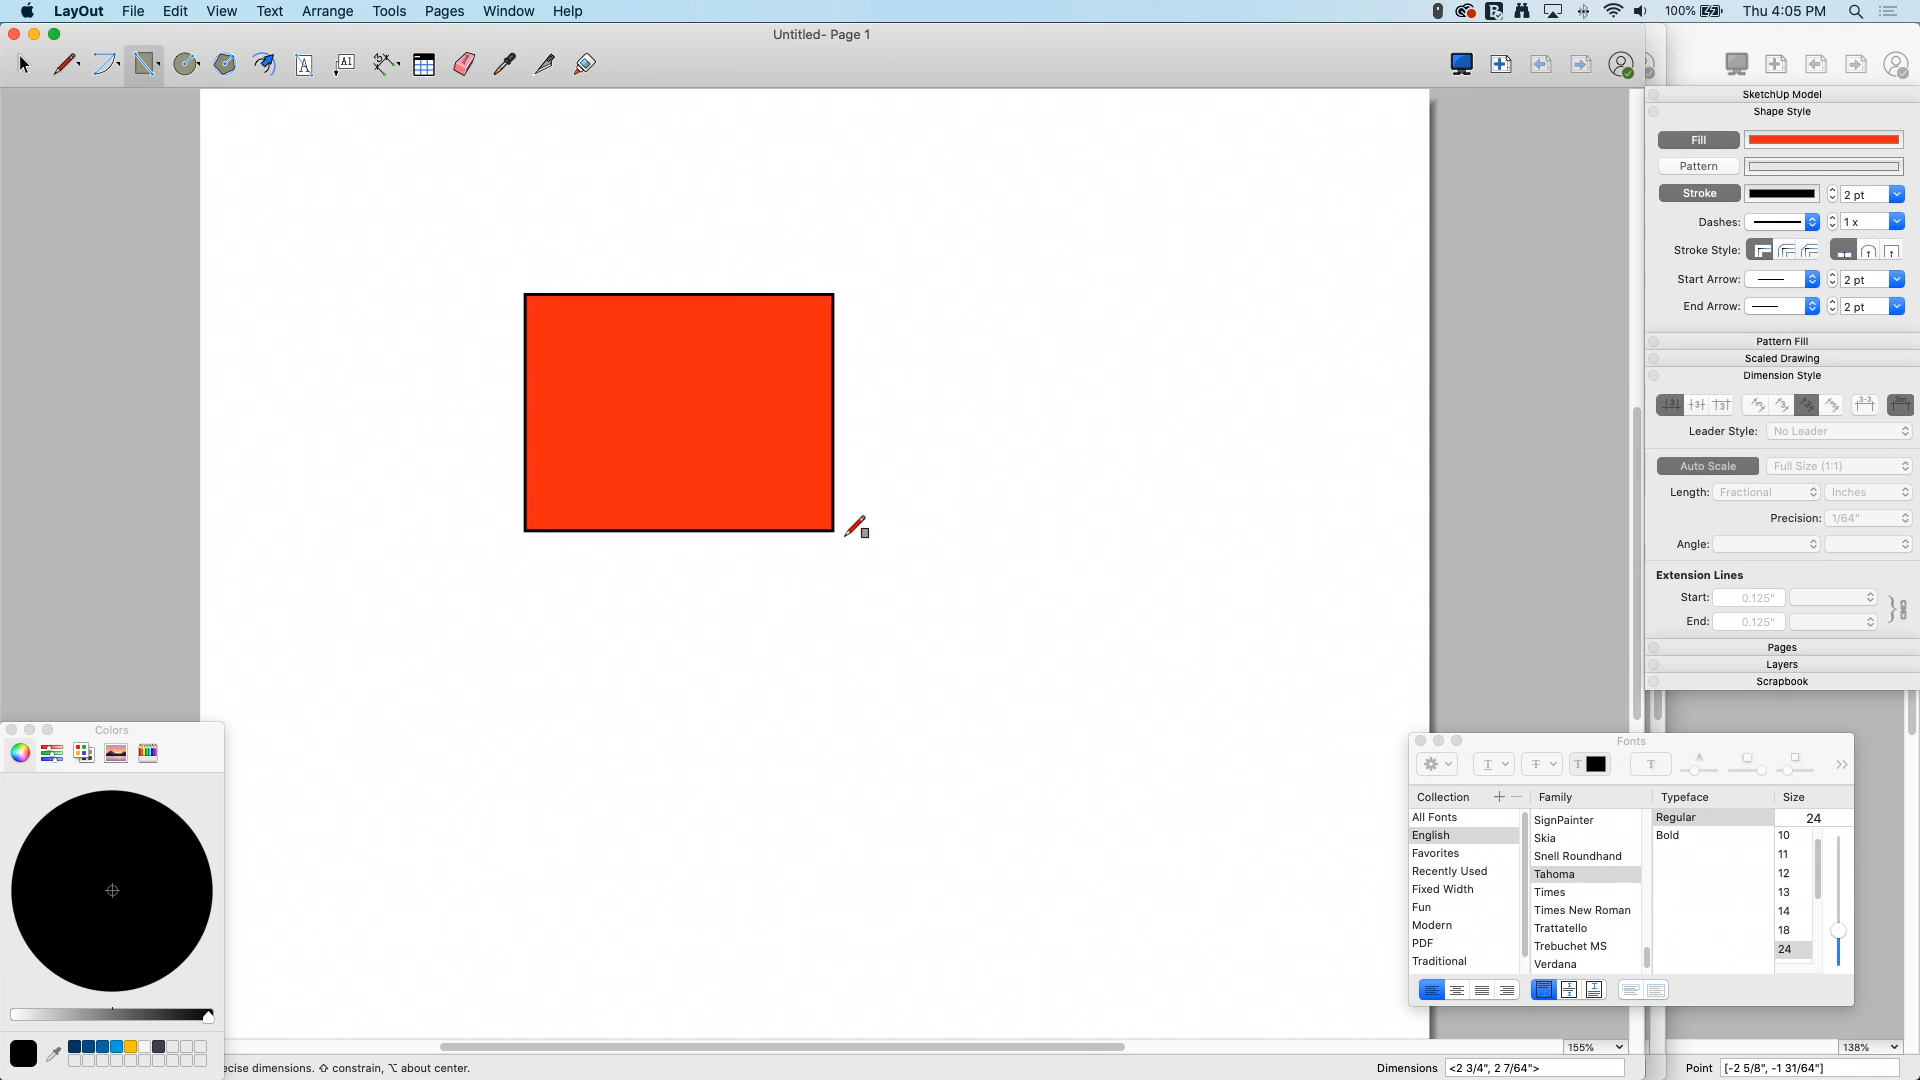 LayOut File Edit View Text Arrange Tools Pages Window Help
100% Thu 4:05 PM
Untitled- Page 1
A1
SketchUp Model
Shape Style
Fill
Pattern
Stroke 2 pt
Dashes: 1 x
Stroke Style:
Start Arrow: 2 pt
End Arrow: 2 pt
Pattern Fill
Scaled Drawing
Dimension Style
Leader Style: No Leader
Auto Scale Full Size (1:1)
Length: Fractional Inches
Precision: 1/64"
Angle:
Extension Lines
Start: 0.125"
End: 0.125"
Pages
Layers
Scrapbook
Colors
Fonts
Collection Family Typeface Size
All Fonts SignPainter Regular 24
English Skia Bold 10
Favorites Snell Roundhand 11
Recently Used Tahoma 12
Fixed Width Times 13
Fun Times New Roman 14
Modern Trattatello 18
PDF Trebuchet MS 24
Traditional Verdana
155% 138%
ecise dimensions. ⇧ constrain, ⌥ about center. Dimensions <2 3/4", 2 7/64"> Point [-2 5/8", -1 31/64"]